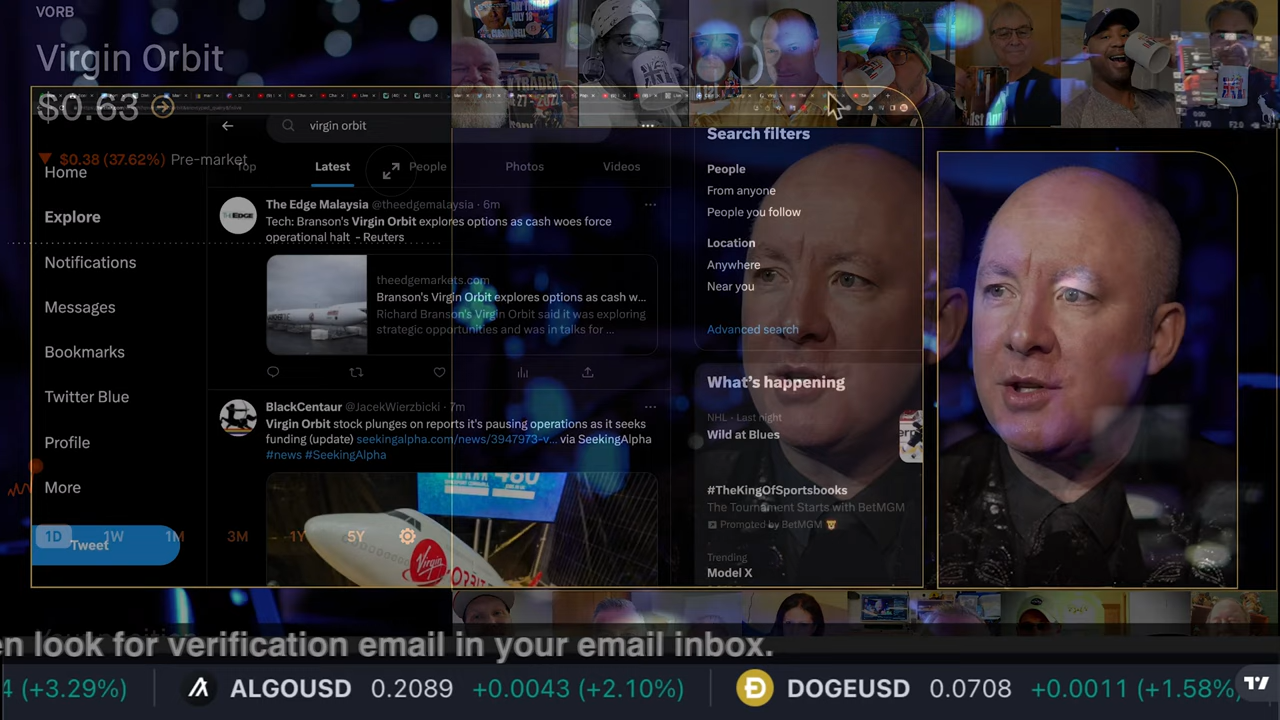 VORB
Virgin Orbit
$0.63
$0.38 (37.62%) Pre-market
virgin orbit
Top
Latest
People
Photos
Videos
Home
Explore
Notifications
Messages
Bookmarks
Twitter Blue
Profile
More
Tweet
The Edge Malaysia @theedgemalaysia · 6m
Tech: Branson's Virgin Orbit explores options as cash woes force
operational halt - Reuters
EDGE
theedgemarkets.com
Branson's Virgin Orbit explores options as cash w...
Richard Branson's Virgin Orbit said it was exploring
strategic opportunities and was in talks for ...
BlackCentaur @JacekWierzbicki · 7m
Virgin Orbit stock plunges on reports it's pausing operations as it seeks
funding (update) seekingalpha.com/news/3947973-v... via SeekingAlpha
#news #SeekingAlpha
Virgin
Search filters
People
From anyone
People you follow
Location
Anywhere
Near you
Advanced search
What's happening
NHL · Last night
Wild at Blues
#TheKingOfSportsbooks
The Tournament Starts with BetMGM
Promoted by BetMGM
Trending
Model X
1D 1W 1M 3M 1Y 5Y
Your position
en look for verification email in your email inbox.
4 (+3.29%) ALGOUSD 0.2089 +0.0043 (+2.10%) DOGEUSD 0.0708 +0.0011 (+1.58%)